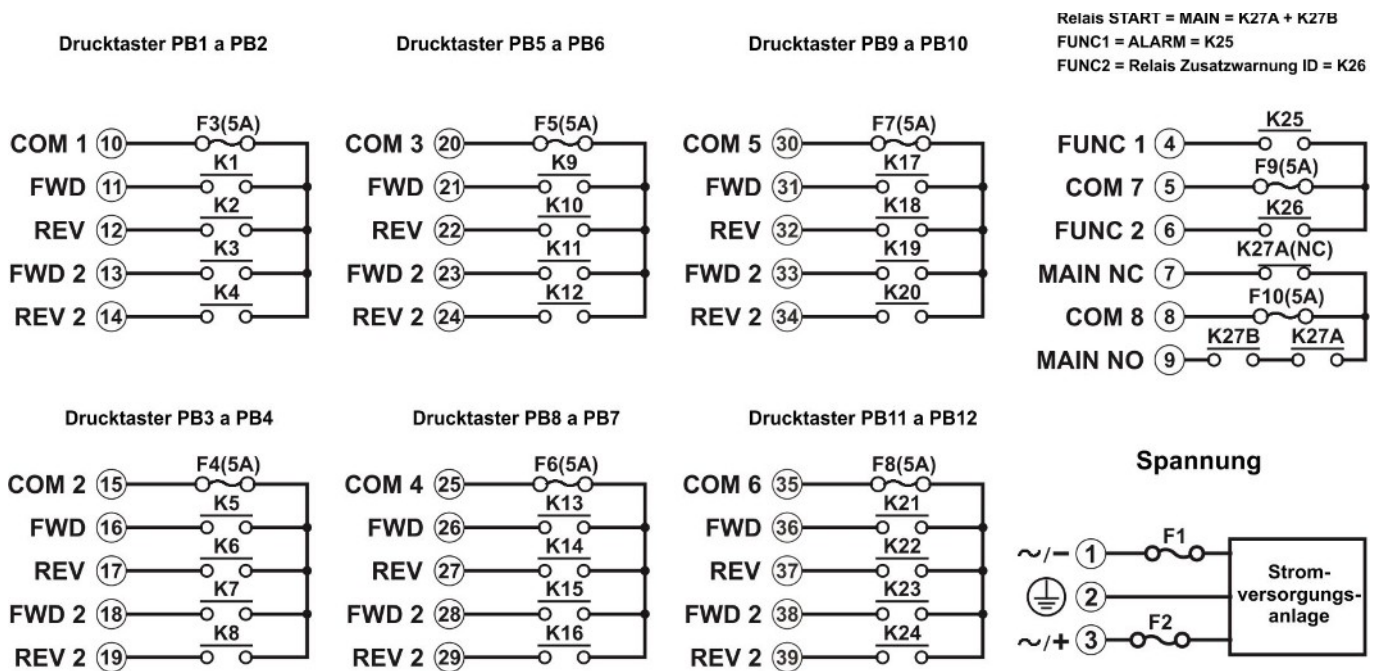 Drucktaster PB1 a PB2
COM 1 10 F3(5A)
FWD 11 K1
REV 12 K2
FWD 2 13 K3
REV 2 14 K4
Drucktaster PB5 a PB6
COM 3 20 F5(5A)
FWD 21 K9
REV 22 K10
FWD 2 23 K11
REV 2 24 K12
Drucktaster PB9 a PB10
COM 5 30 F7(5A)
FWD 31 K17
REV 32 K18
FWD 2 33 K19
REV 2 34 K20
Relais START = MAIN = K27A + K27B
FUNC1 = ALARM = K25
FUNC2 = Relais Zusatzwarnung ID = K26
FUNC 1 4 K25
COM 7 5 F9(5A)
FUNC 2 6 K26
MAIN NC 7 K27A(NC)
COM 8 8 F10(5A)
MAIN NO 9 K27B K27A
Drucktaster PB3 a PB4
COM 2 15 F4(5A)
FWD 16 K5
REV 17 K6
FWD 2 18 K7
REV 2 19 K8
Drucktaster PB8 a PB7
COM 4 25 F6(5A)
FWD 26 K13
REV 27 K14
FWD 2 28 K15
REV 2 29 K16
Drucktaster PB11 a PB12
COM 6 35 F8(5A)
FWD 36 K21
REV 37 K22
FWD 2 38 K23
REV 2 39 K24
Spannung
~/- 1 F1
2
~/+ 3 F2
Strom-
versorgungs-
anlage